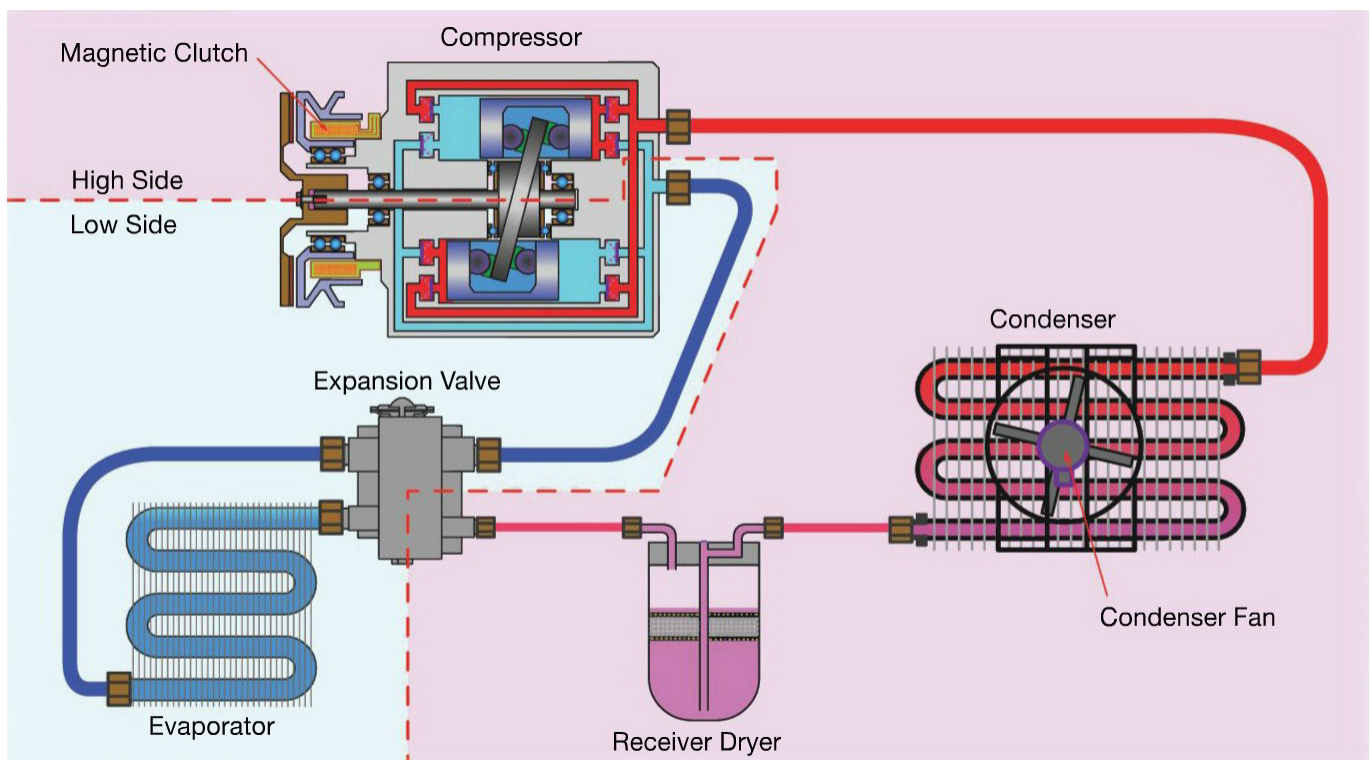 Compressor
Magnetic Clutch
High Side
Low Side
Condenser
Expansion Valve
Condenser Fan
Evaporator
Receiver Dryer